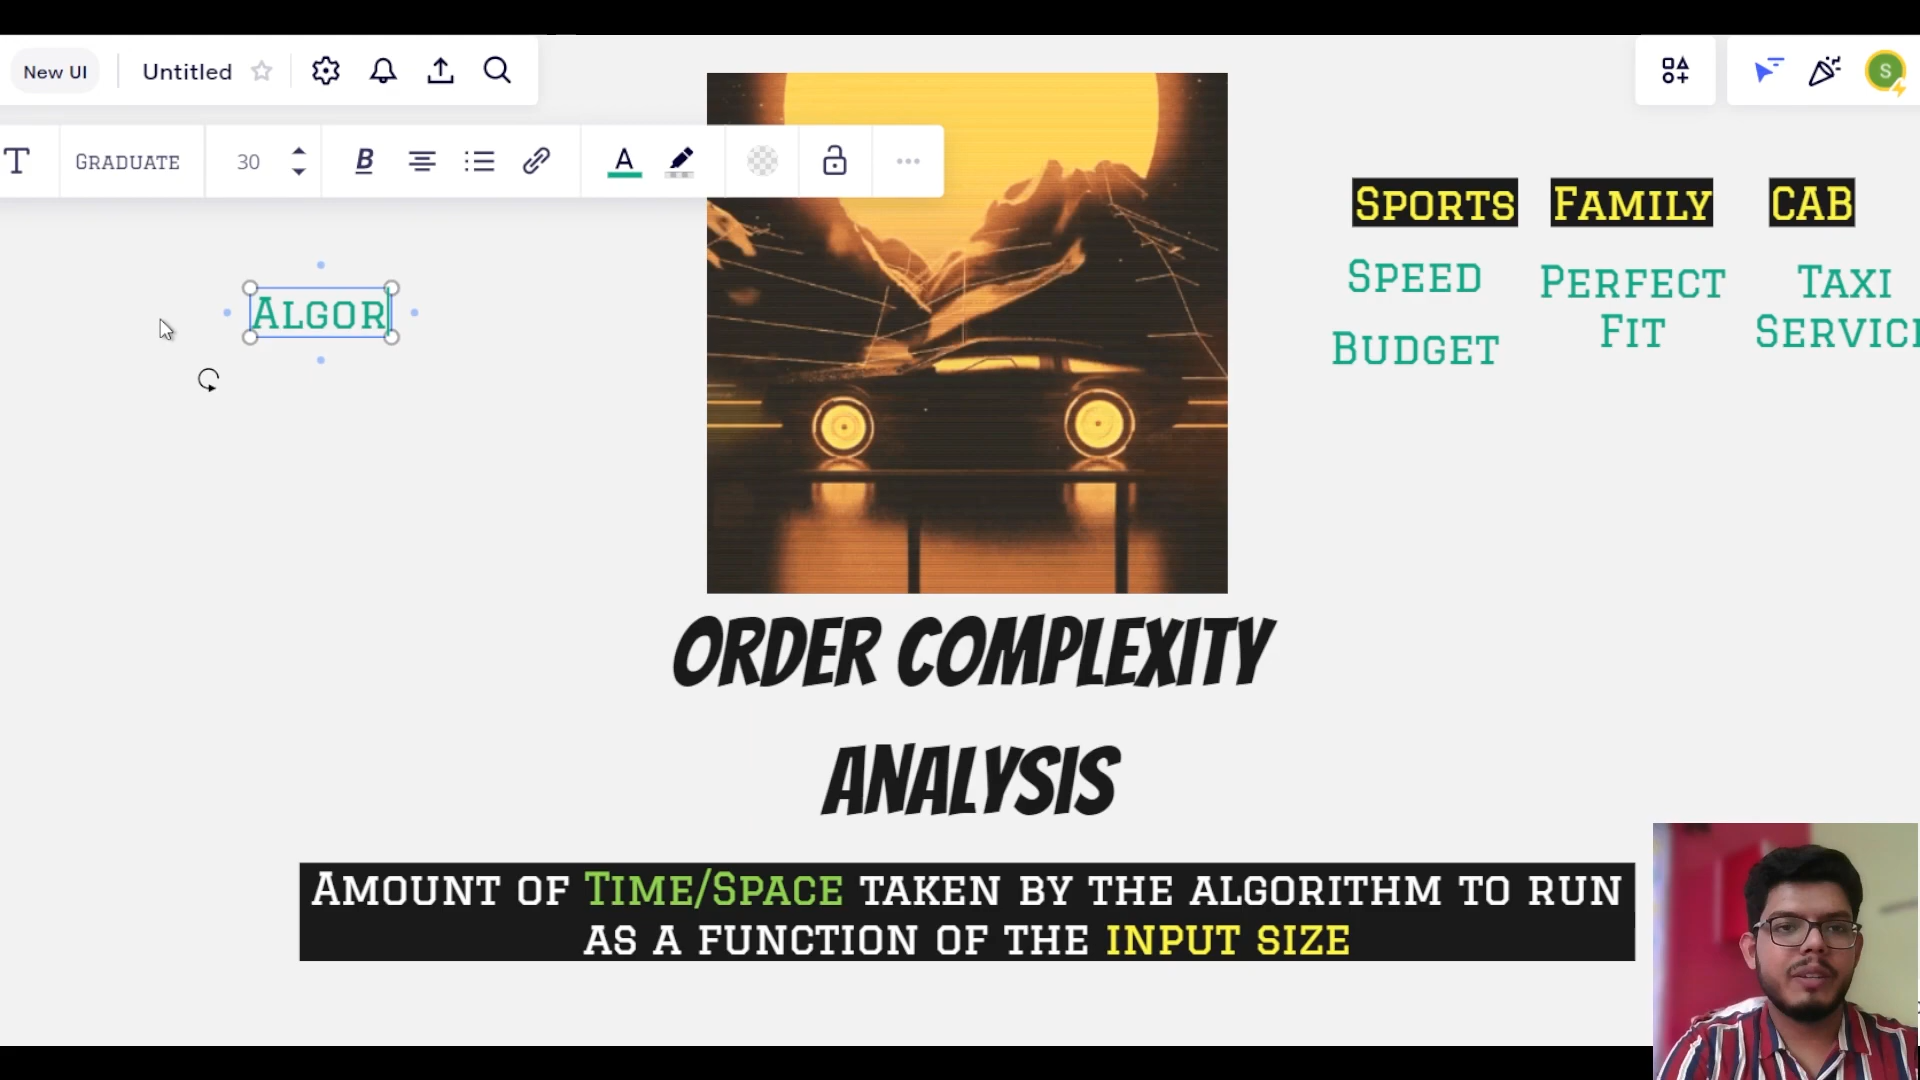 New UI
Untitled
S
GRADUATE
30
B
A
SPORTS
FAMILY
CAB
SPEED
PERFECT
FIT
TAXI
BUDGET
ALGOR
ORDER COMPLEXITY
ANALYSIS
AMOUNT OF TIME/SPACE TAKEN BY THE ALGORITHM TO RUN
AS A FUNCTION OF THE INPUT SIZE